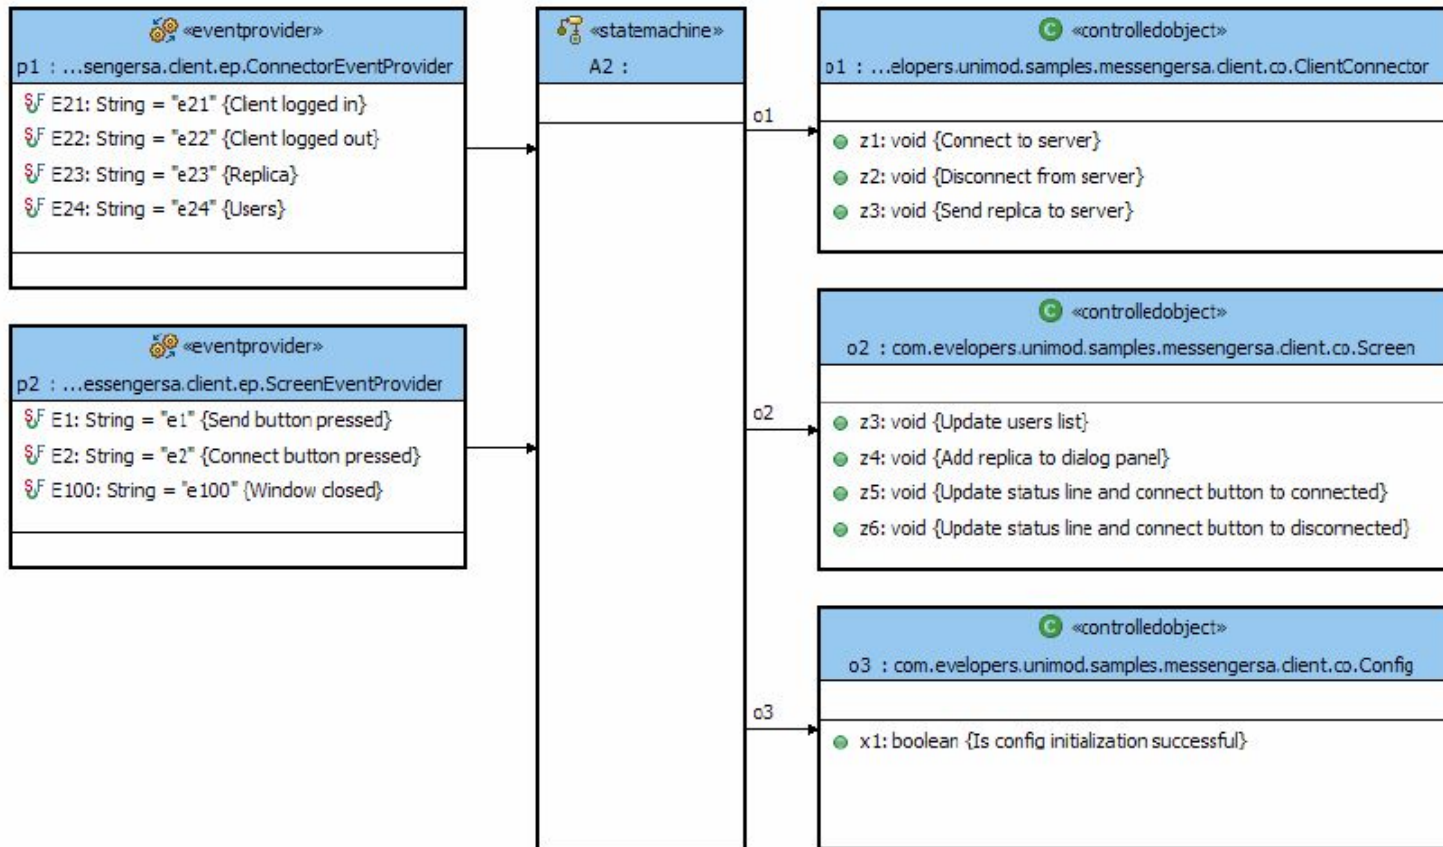 «eventprovider»
p1 : ...sengersa.client.ep.ConnectorEventProvider
E21: String = "e21" {Client logged in}
E22: String = "e22" {Client logged out}
E23: String = "e23" {Replica}
E24: String = "e24" {Users}
«eventprovider»
p2 : ...essengersa.client.ep.ScreenEventProvider
E1: String = "e1" {Send button pressed}
E2: String = "e2" {Connect button pressed}
E100: String = "e100" {Window closed}
«statemachine»
A2 :
o1
o2
o3
«controlledobject»
o1 : ...elopers.unimod.samples.messengersa.client.co.ClientConnector
z1: void {Connect to server}
z2: void {Disconnect from server}
z3: void {Send replica to server}
«controlledobject»
o2 : com.evelopers.unimod.samples.messengersa.client.co.Screen
z3: void {Update users list}
z4: void {Add replica to dialog panel}
z5: void {Update status line and connect button to connected}
z6: void {Update status line and connect button to disconnected}
«controlledobject»
o3 : com.evelopers.unimod.samples.messengersa.client.co.Config
x1: boolean {Is config initialization successful}